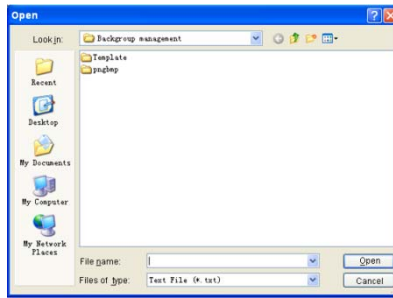 Open
Look in:
Backgroup management
Template
pngbmp
Recent
Desktop
My Documents
My Computer
My Network
Places
File name:
Open
Files of type:
Text File (*.txt)
Cancel